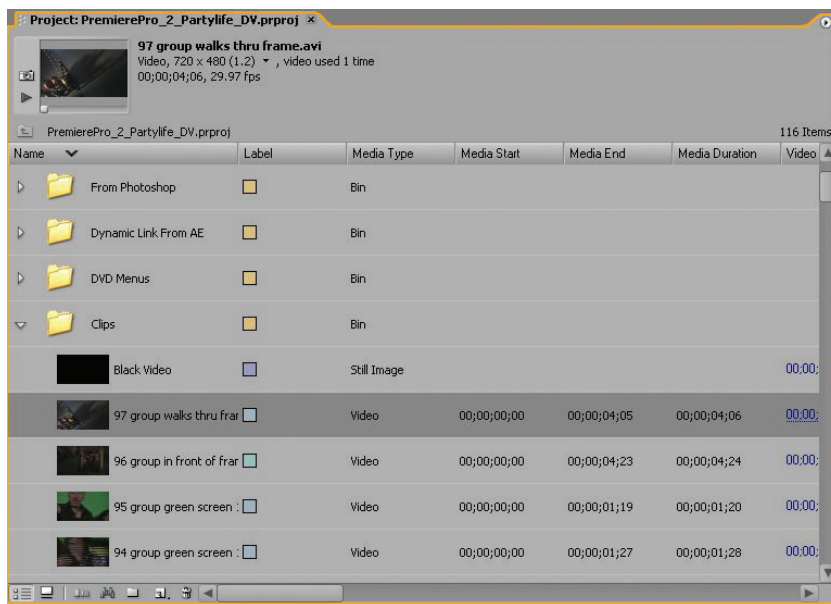 Project: PremierePro_2_Partylife_DV.prproj ×
97 group walks thru frame.avi
Video, 720 x 480 (1.2) , video used 1 time
00;00;04;06, 29.97 fps
PremierePro_2_Partylife_DV.prproj 116 Items
Name Label Media Type Media Start Media End Media Duration Video
From Photoshop Bin
Dynamic Link From AE Bin
DVD Menus Bin
Clips Bin
Black Video Still Image 00;00;
97 group walks thru frar Video 00;00;00;00 00;00;04;05 00;00;04;06 00;00;
96 group in front of frar Video 00;00;00;00 00;00;04;23 00;00;04;24 00;00;
95 group green screen : Video 00;00;00;00 00;00;01;19 00;00;01;20 00;00;
94 group green screen : Video 00;00;00;00 00;00;01;27 00;00;01;28 00;00;